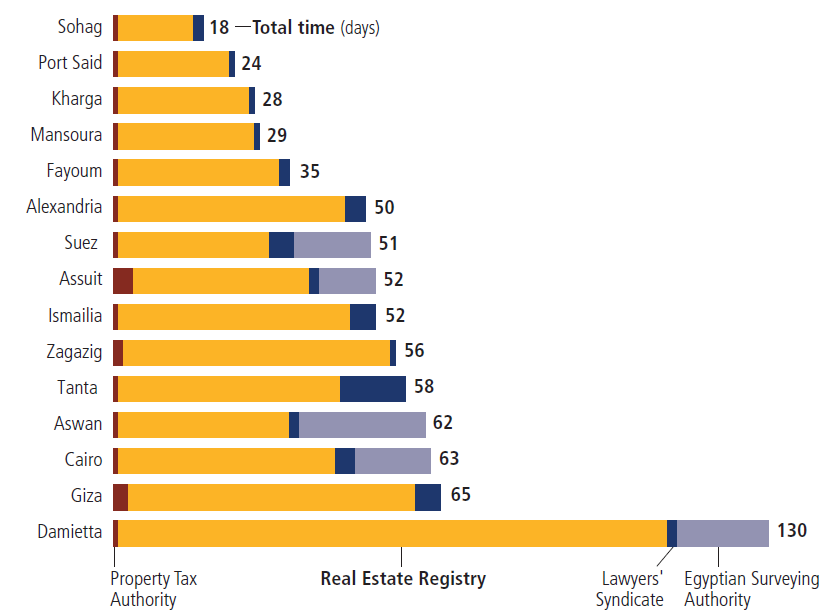 Sohag 18 Total time (days)
Port Said 24
Kharga 28
Mansoura 29
Fayoum 35
Alexandria 50
Suez 51
Assuit 52
Ismailia 52
Zagazig 56
Tanta 58
Aswan 62
Cairo 63
Giza 65
Damietta 130
Property Tax
Authority
Real Estate Registry
Lawyers'
Syndicate
Egyptian Surveying
Authority